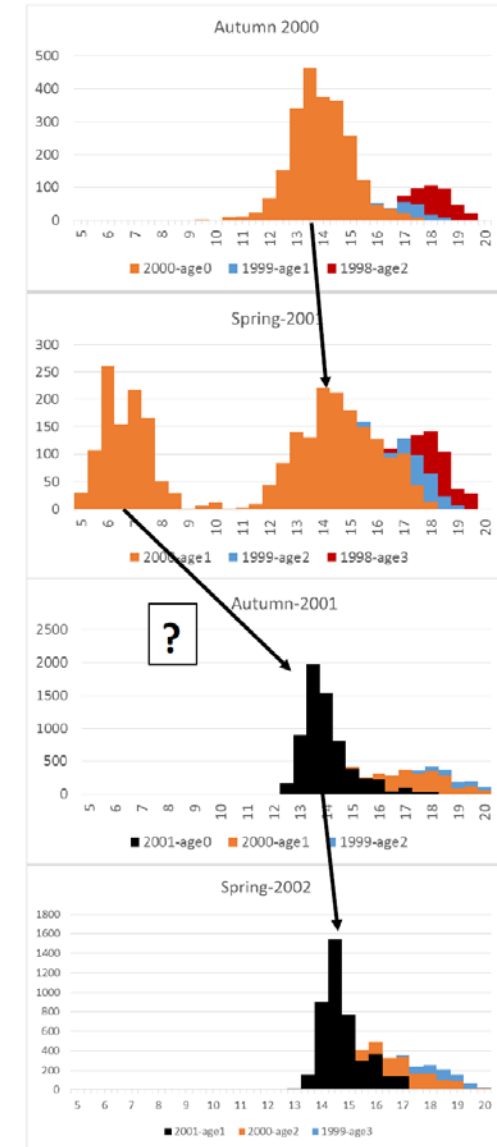 Autumn 2000
500
400
300
200
100
0
5 6 7 8 9 10 11 12 13 14 15 16 17 18 19 20
2000-age0 1999-age1 1998-age2
Spring-2001
300
250
200
150
100
50
0
5 6 7 8 9 10 11 12 13 14 15 16 17 18 19 20
2000-age1 1999-age2 1998-age3
?
Autumn-2001
2500
2000
1500
1000
500
0
5 6 7 8 9 10 11 12 13 14 15 16 17 18 19 20
2001-age0 2000-age1 1999-age2
Spring-2002
1800
1600
1400
1200
1000
800
600
400
200
0
5 6 7 8 9 10 11 12 13 14 15 16 17 18 19 20
2001-age1 2000-age2 1999-age3